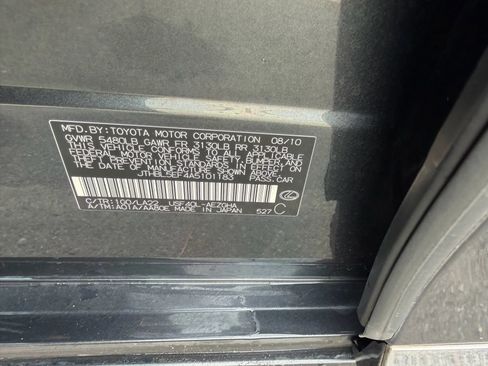 MFD.BY:TOYOTA MOTOR CORPORATION 08/10
GVWR 5480LB GAWR FR 3130LB RR 3130LB
THIS VEHICLE CONFORMS TO ALL APPLICABLE
FEDERAL MOTOR VEHICLE SAFETY, BUMPER, AND
THEFT PREVENTION STANDARDS IN EFFECT ON
THE DATE OF MANUFACTURE SHOWN ABOVE.
JTHBL5EF4A5101183 PASS.CAR
C/TR:1G0/LA22 USF40L-AEZGHA
A/TM:A01A/AA80E MADE IN JAPAN 527 C